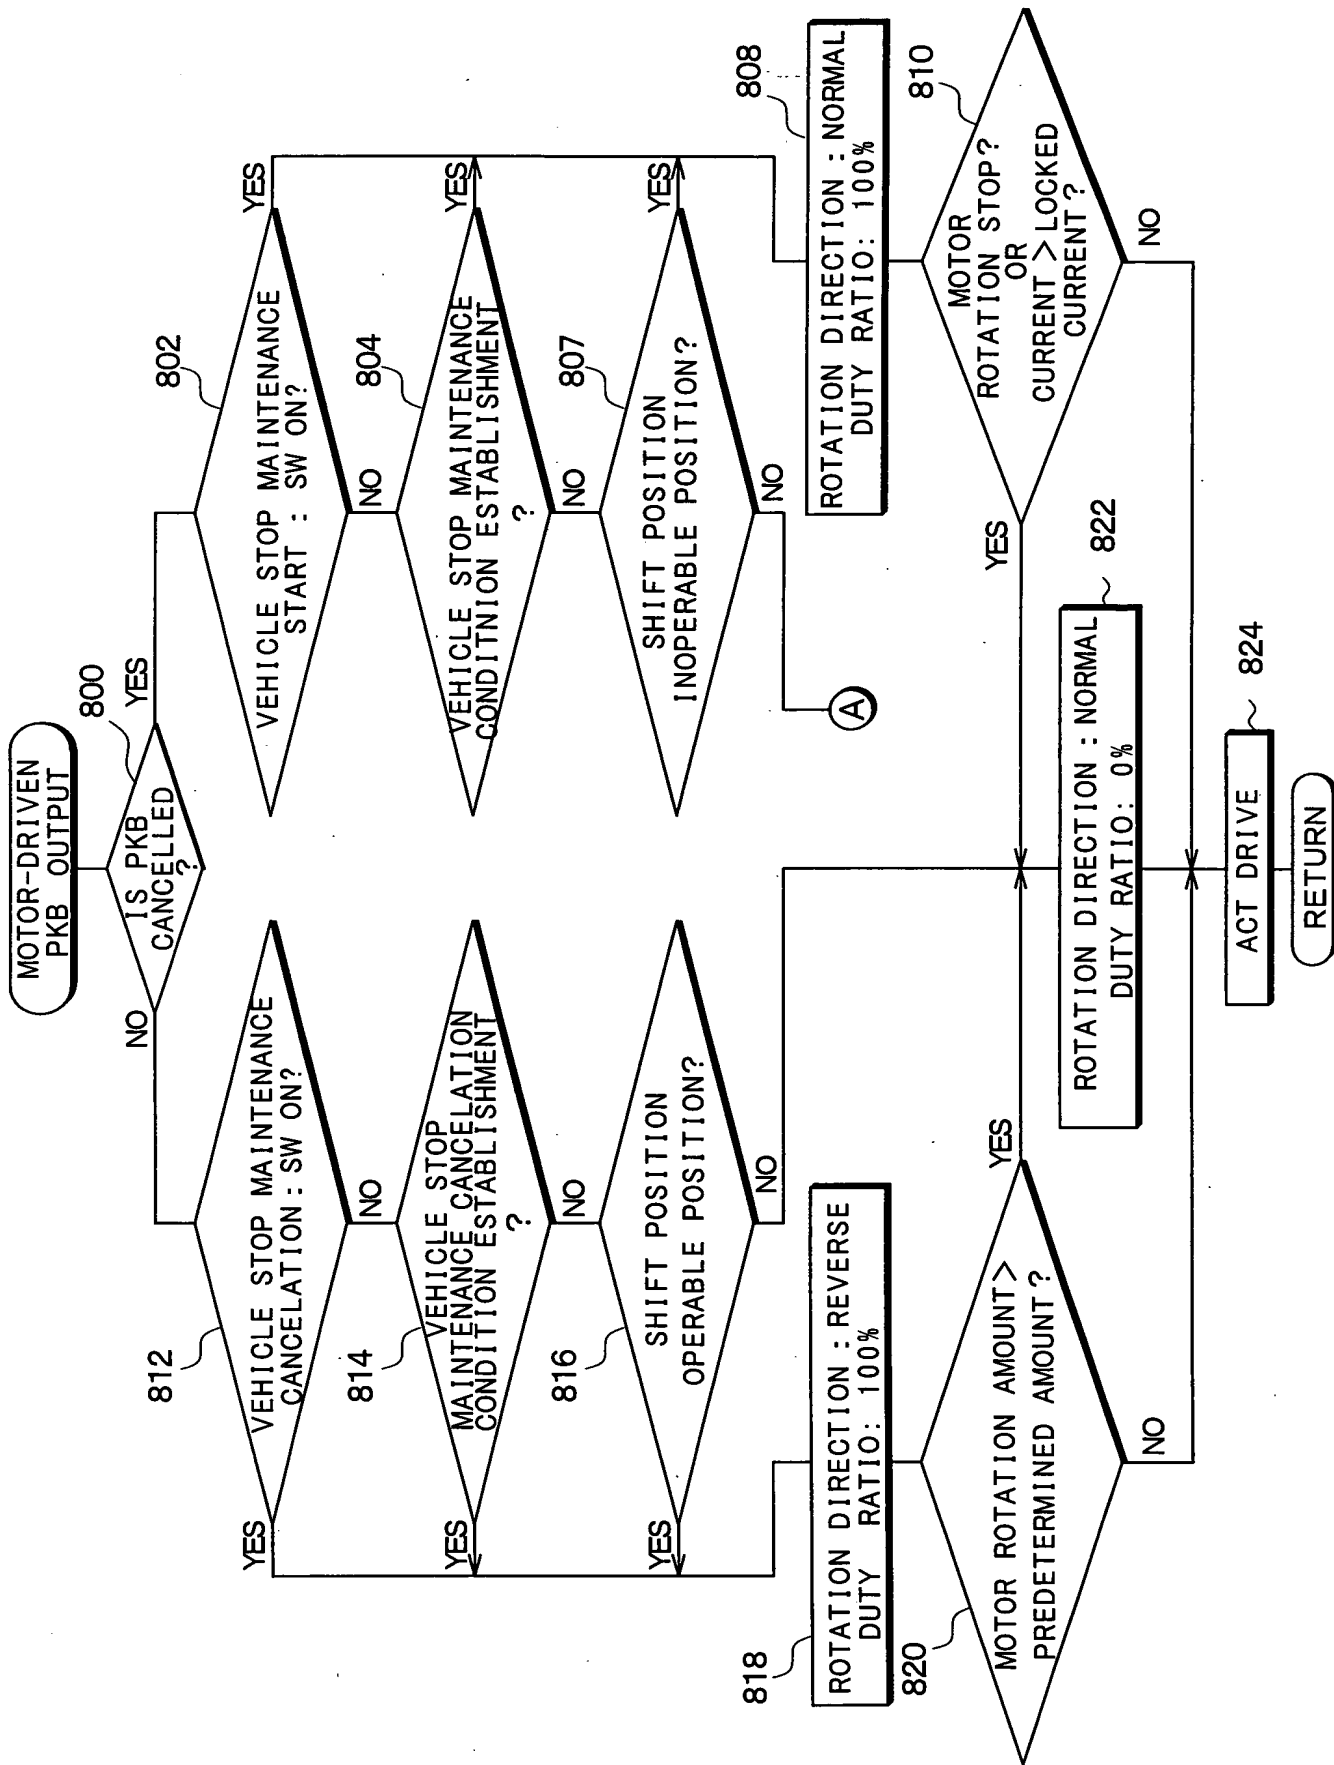 MOTOR-DRIVEN
PKB OUTPUT
800
IS PKB
CANCELLED
?
NO
YES
812
VEHICLE STOP MAINTENANCE
CANCELATION : SW ON?
YES
NO
814
VEHICLE STOP
MAINTENANCE CANCELATION
CONDITION ESTABLISHMENT
?
YES
NO
816
SHIFT POSITION
OPERABLE POSITION?
YES
NO
818
ROTATION DIRECTION : REVERSE
DUTY RATIO: 100%
820
MOTOR ROTATION AMOUNT >
PREDETERMINED AMOUNT ?
YES
NO
802
VEHICLE STOP MAINTENANCE
START : SW ON?
YES
NO
804
VEHICLE STOP MAINTENANCE
CONDITNION ESTABLISHMENT
?
YES
NO
807
SHIFT POSITION
INOPERABLE POSITION?
YES
NO
A
808
ROTATION DIRECTION : NORMAL
DUTY RATIO: 100%
810
MOTOR
ROTATION STOP?
OR
CURRENT > LOCKED
CURRENT ?
YES
NO
822
ROTATION DIRECTION : NORMAL
DUTY RATIO: 0%
824
ACT DRIVE
RETURN